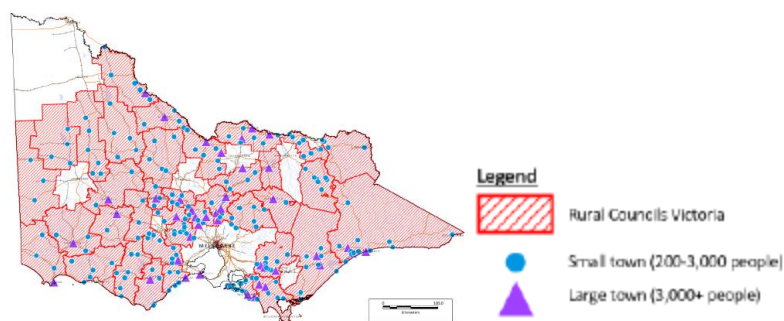 Legend
Rural Councils Victoria
Small town (200-3,000 people)
Large town (3,000+ people)